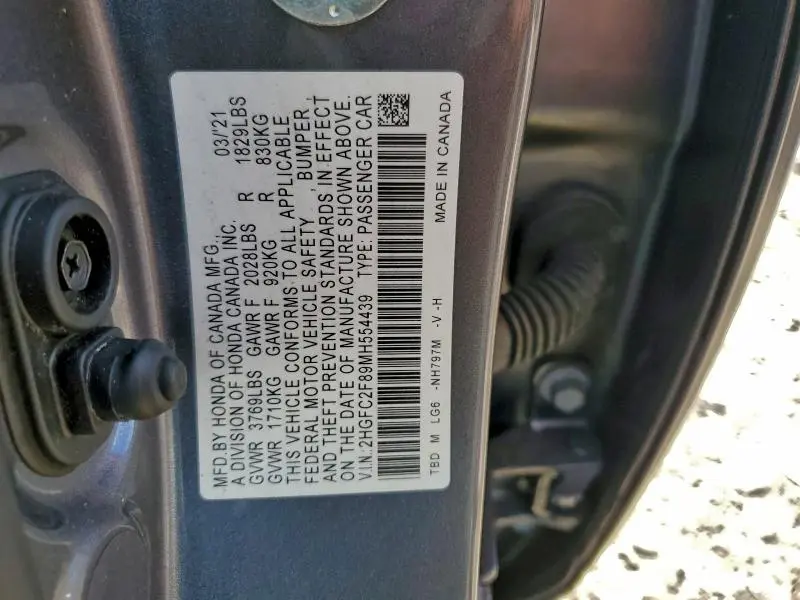 MFD.BY HONDA OF CANADA MFG., 03/'21
A DIVISION OF HONDA CANADA INC.
GVWR 3769LBS GAWR F 2028LBS R 1829LBS
GVWR 1710KG GAWR F 920KG R 830KG
THIS VEHICLE CONFORMS TO ALL APPLICABLE
FEDERAL MOTOR VEHICLE SAFETY , BUMPER ,
AND THEFT PREVENTION STANDARDS IN EFFECT
ON THE DATE OF MANUFACTURE SHOWN ABOVE.
V.I.N.:2HGFC2F89MH554439 TYPE: PASSENGER CAR
TBD M LG6 -NH797M -V -H MADE IN CANADA